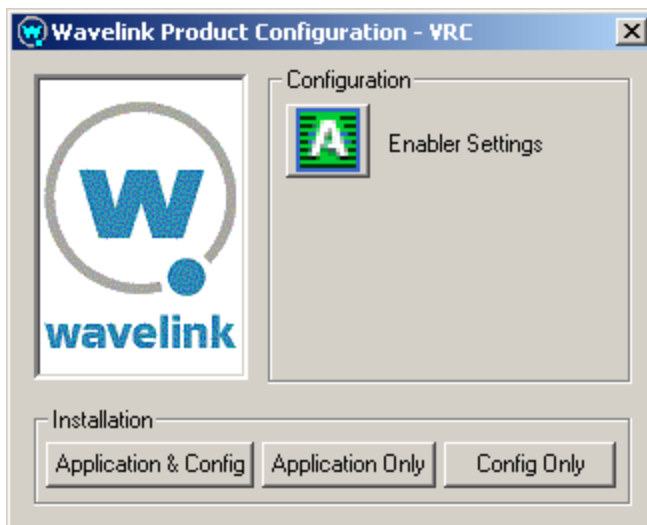 Wavelink Product Configuration - VRC
Configuration
A
Enabler Settings
w
wavelink
Installation
Application & Config
Application Only
Config Only